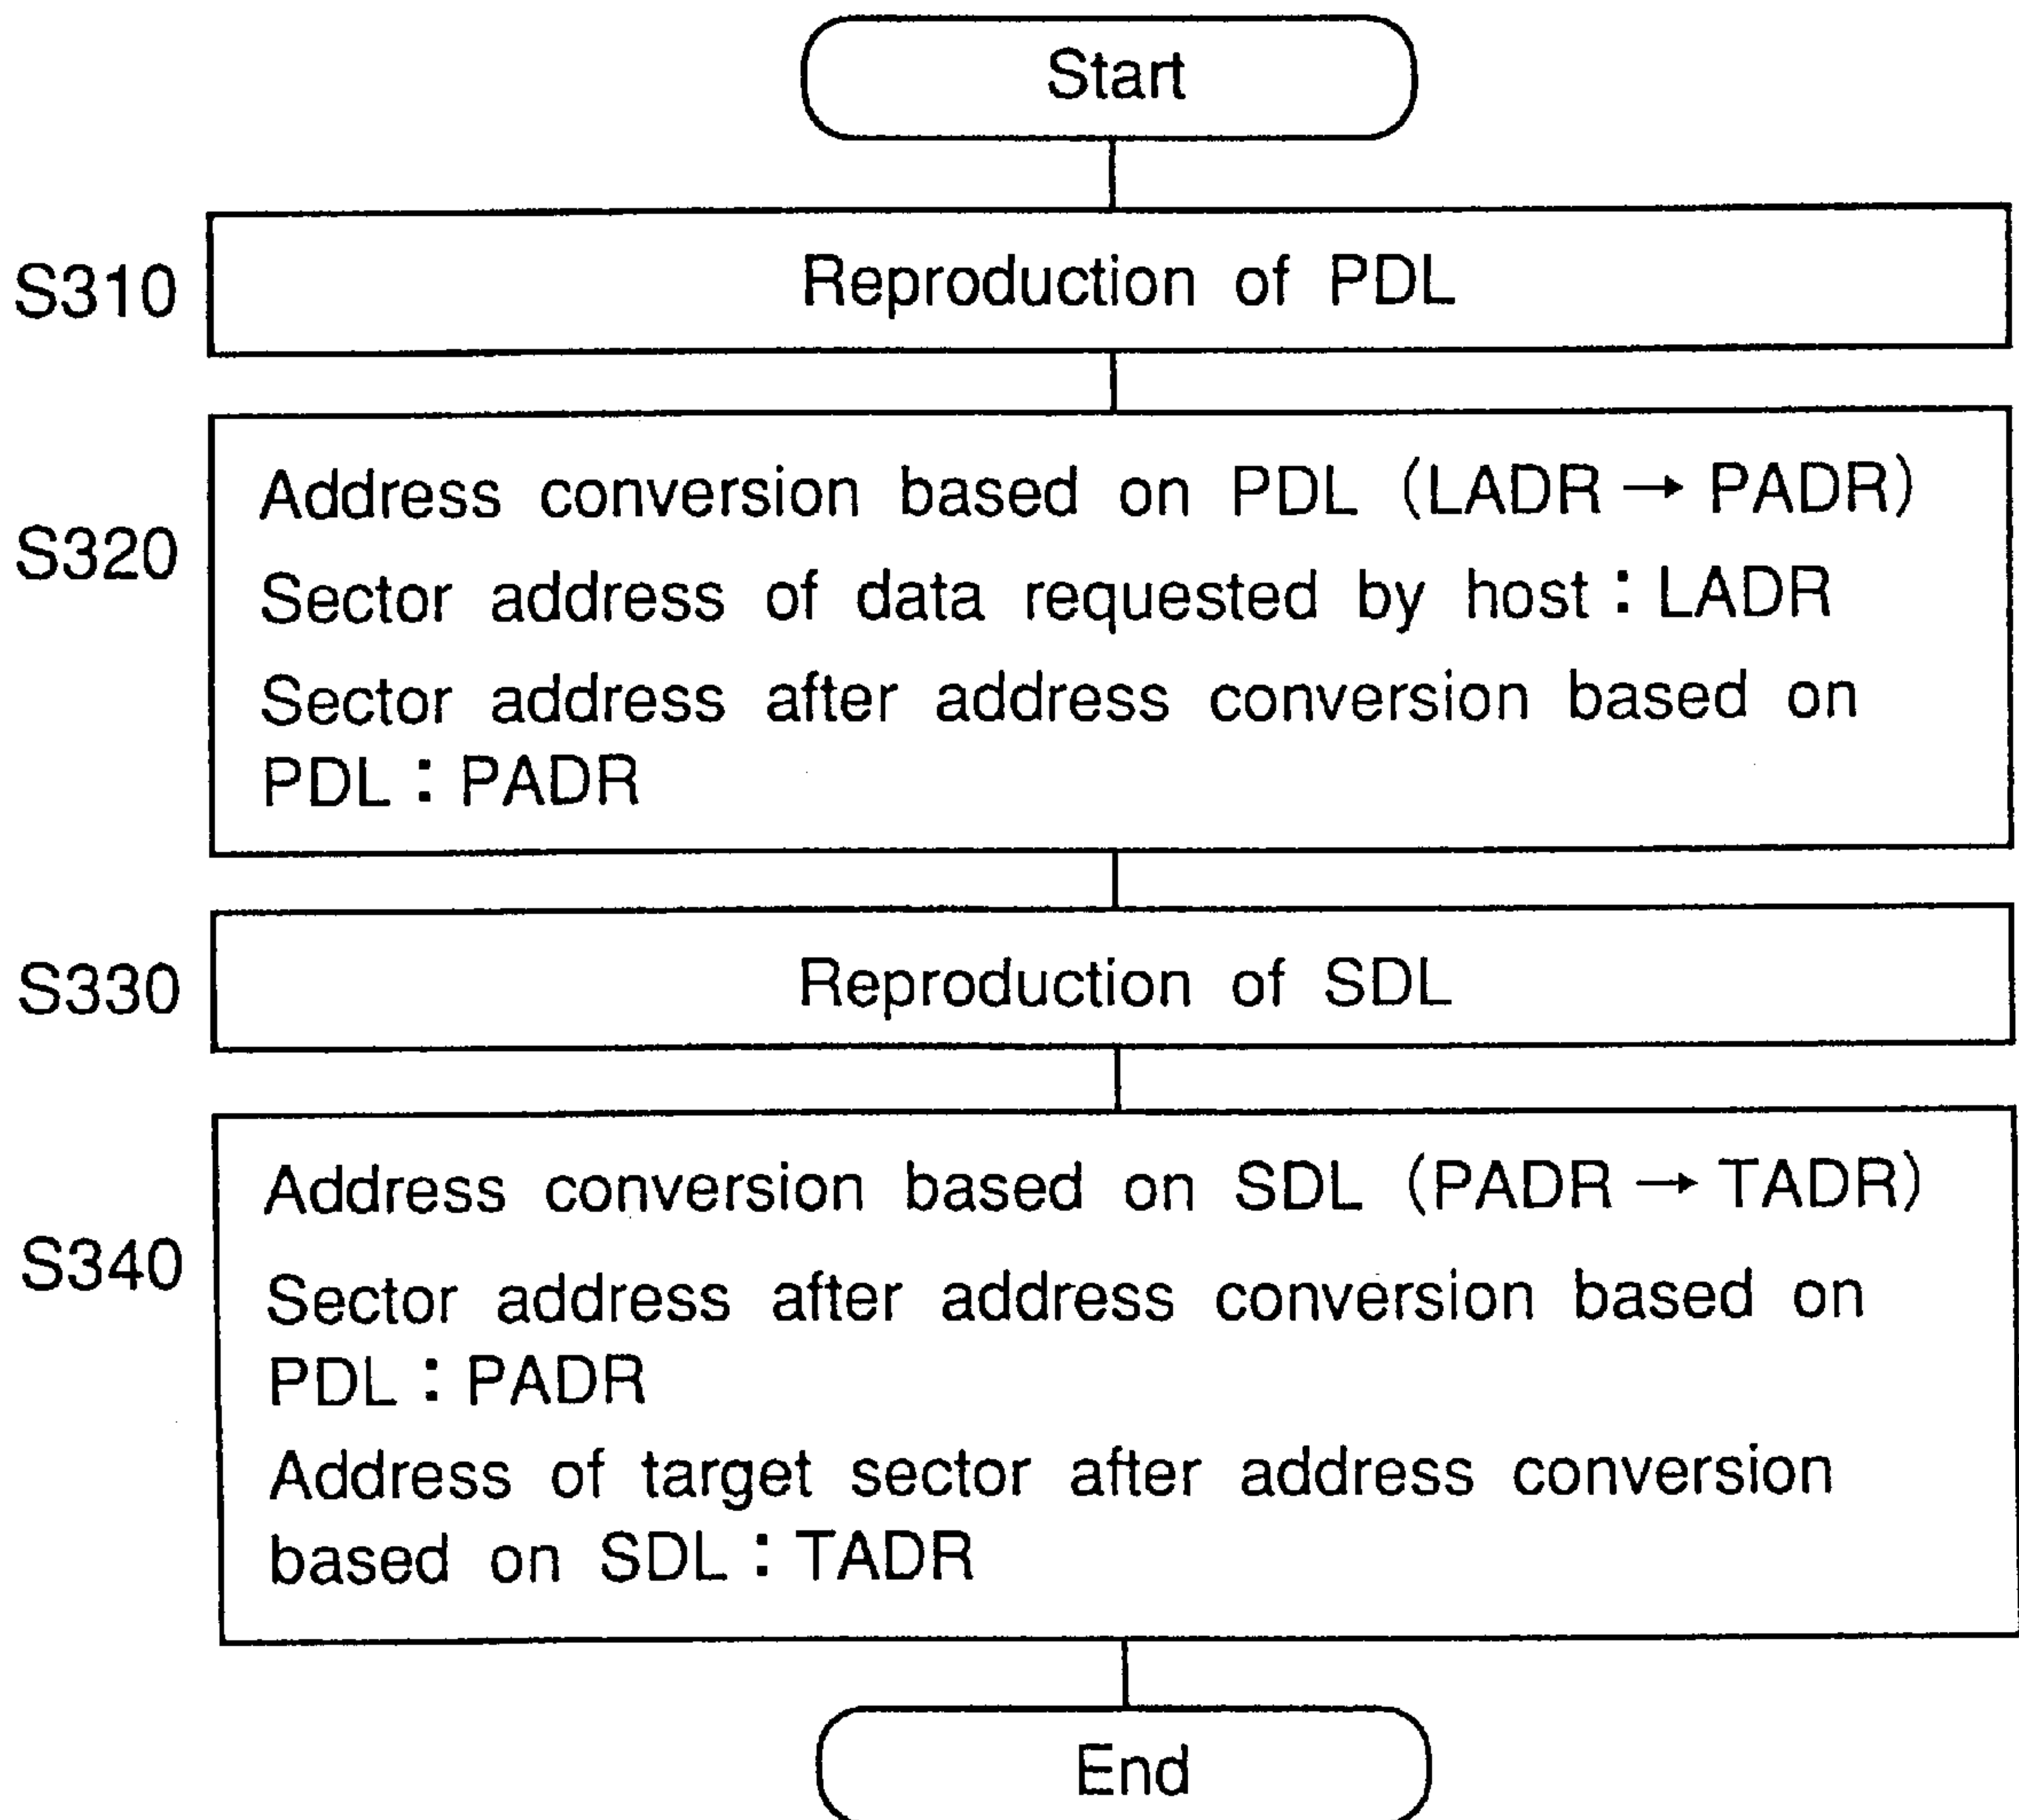 Start
S310
Reproduction of PDL
S320
Address conversion based on PDL (LADR → PADR)
Sector address of data requested by host : LADR
Sector address after address conversion based on
PDL : PADR
S330
Reproduction of SDL
S340
Address conversion based on SDL (PADR → TADR)
Sector address after address conversion based on
PDL : PADR
Address of target sector after address conversion
based on SDL : TADR
End